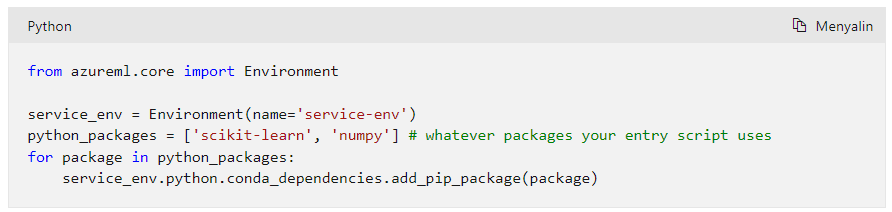 Python
Menyalin
from azureml.core import Environment
service_env = Environment(name='service-env')
python_packages = ['scikit-learn', 'numpy'] # whatever packages your entry script uses
for package in python_packages:
    service_env.python.conda_dependencies.add_pip_package(package)